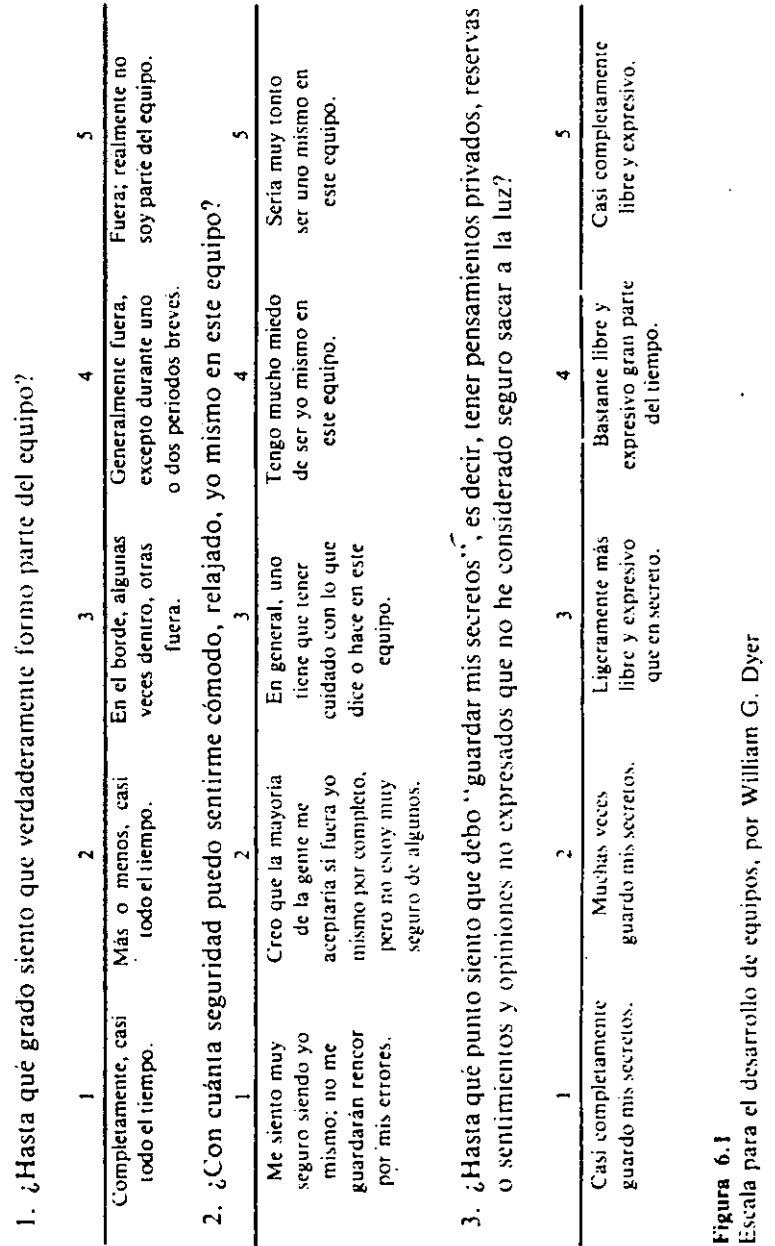 1. ¿Hasta qué grado siento que verdaderamente formo parte del equipo?
1 2 3 4 5
Completamente, casi
todo el tiempo.
Más o menos, casi
todo el tiempo.
En el borde, algunas
veces dentro, otras
fuera.
Generalmente fuera,
excepto durante uno
o dos periodos breves.
Fuera; realmente no
soy parte del equipo.
2. ¿Con cuánta seguridad puedo sentirme cómodo, relajado, yo mismo en este equipo?
1 2 3 4 5
Me siento muy
seguro siendo yo
mismo; no me
guardarán rencor
por mis errores.
Creo que la mayoria
de la gente me
aceptaria si fuera yo
mismo por completo,
pero no estoy muy
seguro de algunos.
En general, uno
tiene que tener
cuidado con lo que
dice o hace en este
equipo.
Tengo mucho miedo
de ser yo mismo en
este equipo.
Seria muy tonto
ser uno mismo en
este equipo.
3. ¿Hasta qué punto siento que debo "guardar mis secretos", es decir, tener pensamientos privados, reservas
o sentimientos y opiniones no expresados que no he considerado seguro sacar a la luz?
1 2 3 4 5
Casi completamente
guardo mis secretos.
Muchas veces
guardo mis secretos.
Ligeramente más
libre y expresivo
que en secreto.
Bastante libre y
expresivo gran parte
del tiempo.
Casi completamente
libre y expresivo.
Figura 6.1
Escala para el desarrollo de equipos, por William G. Dyer